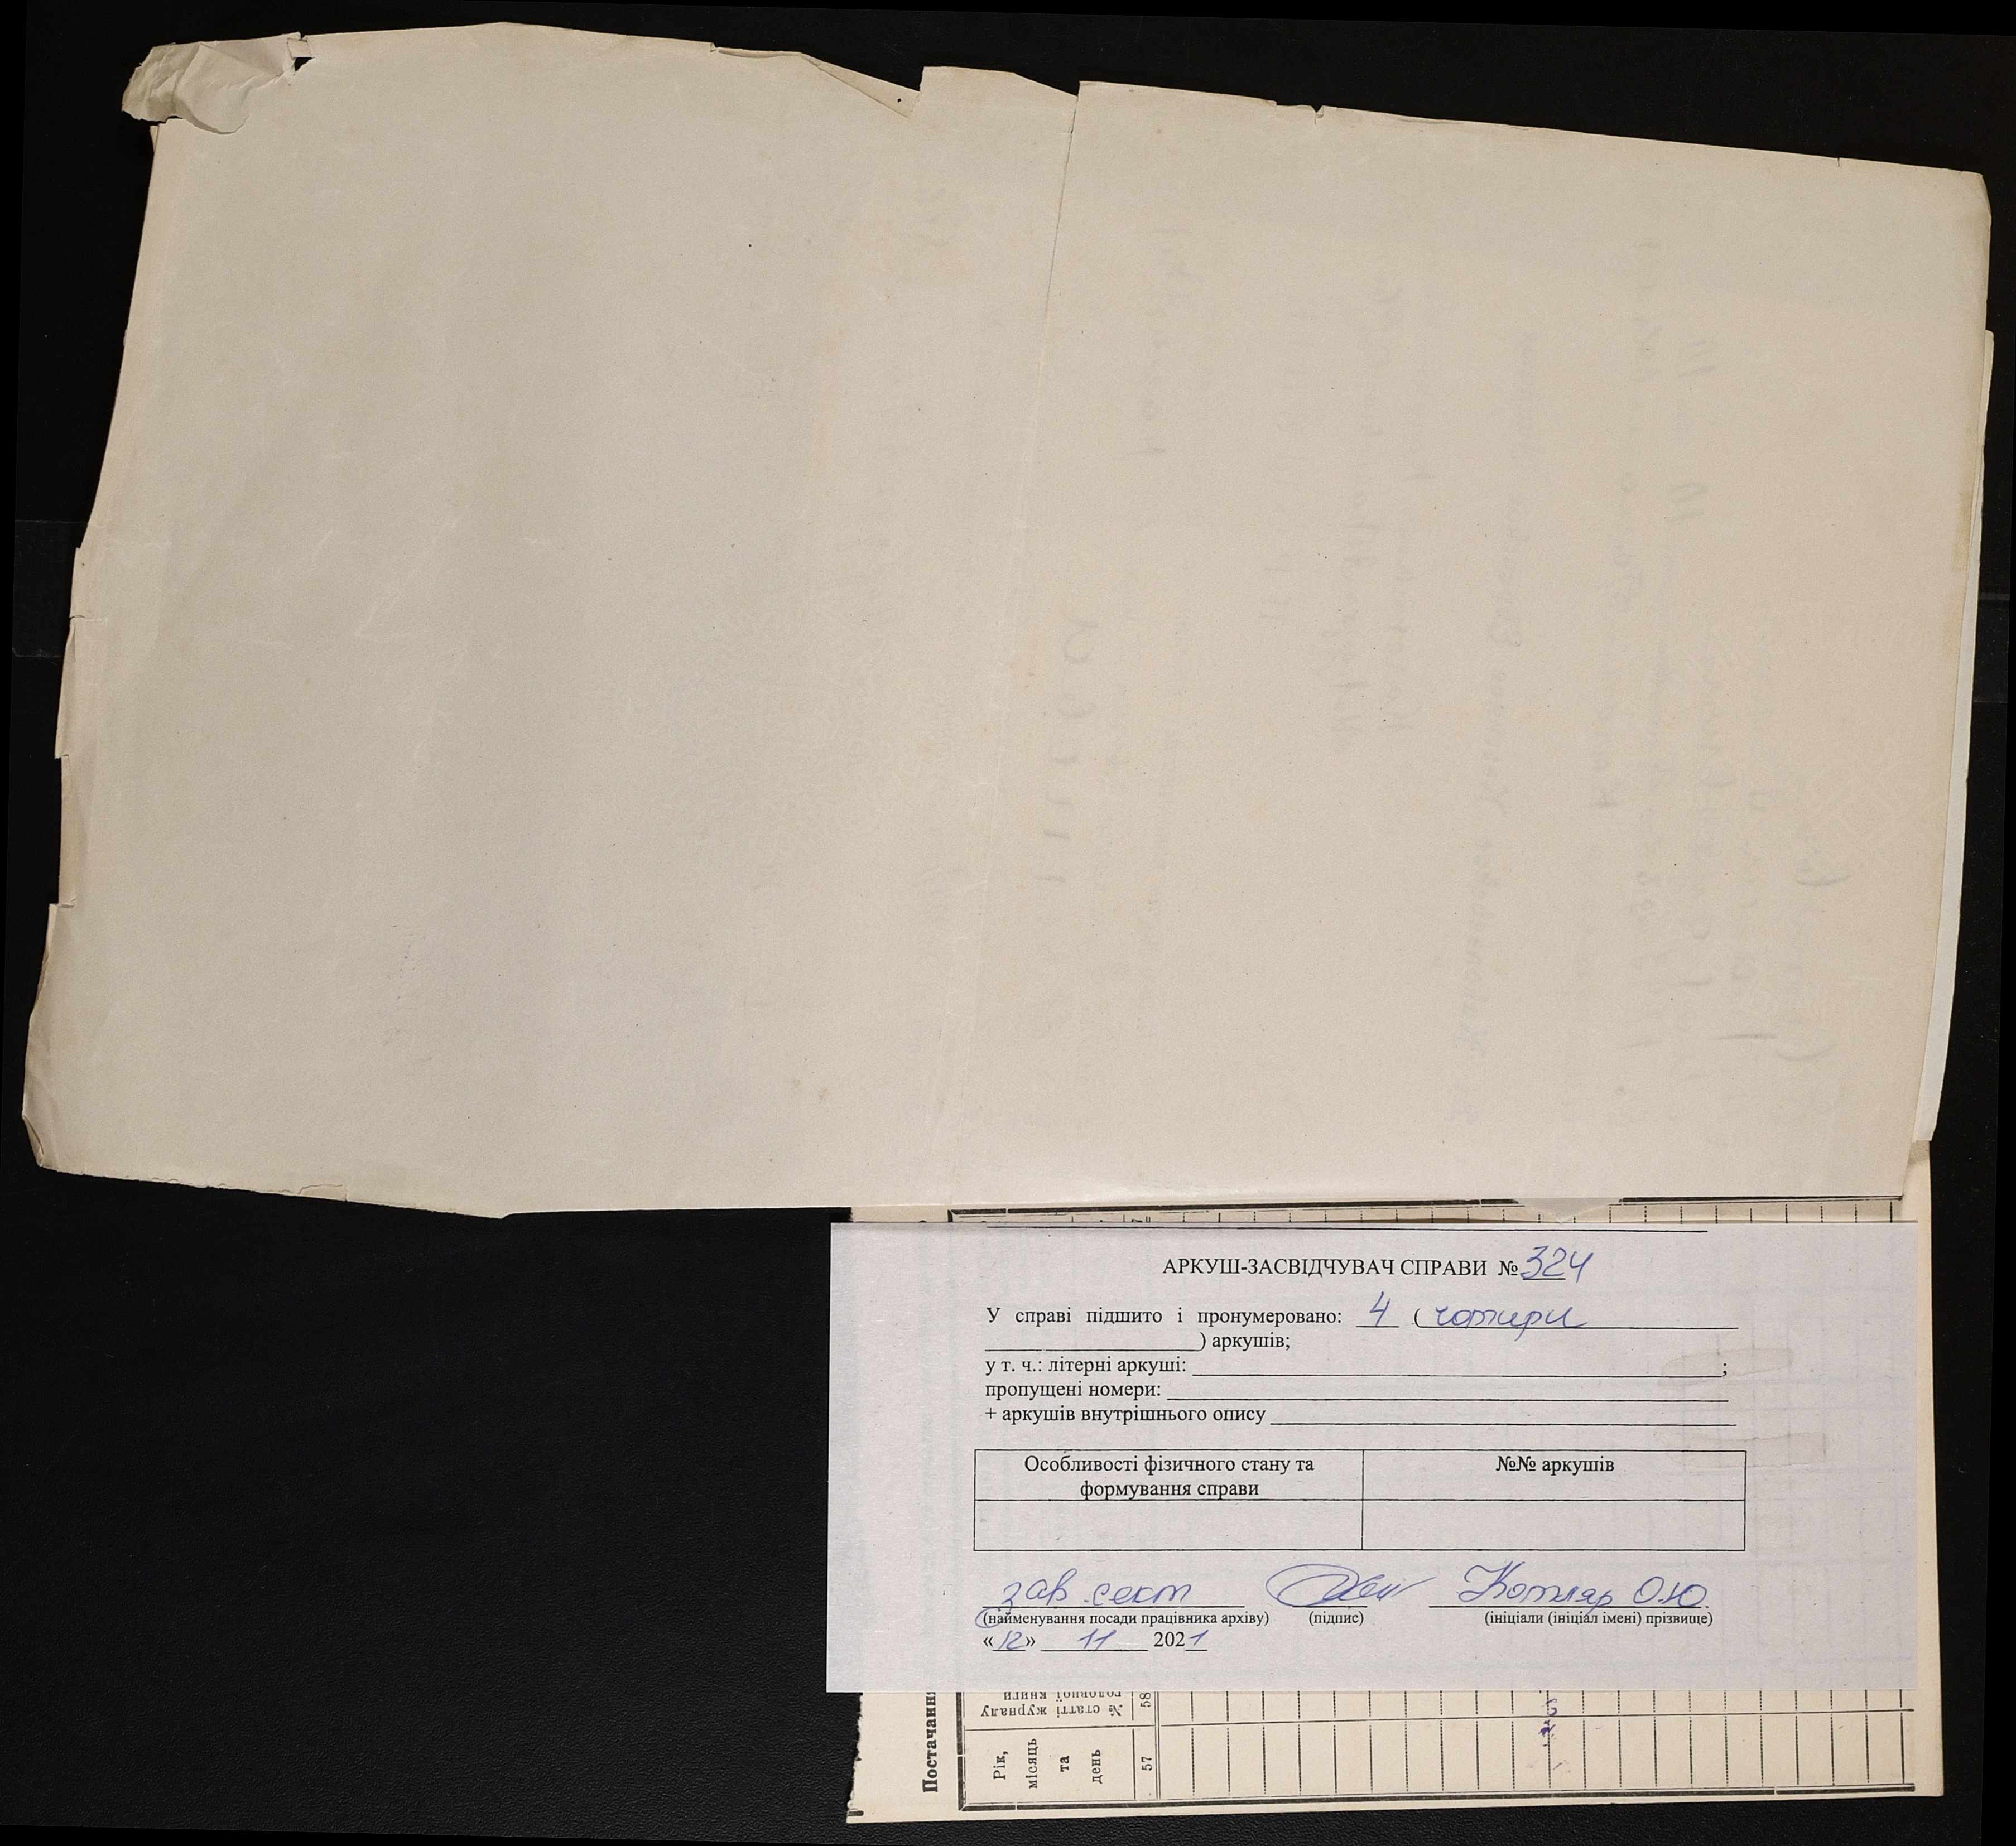 АРКУШ-ЗАСВІДЧУВАЧ СПРАВИ № 324
У справі підшито і пронумеровано: 4 ( чотири
) аркушів;
у т. ч.: літерні аркуші: ;
пропущені номери:
+ аркушів внутрішнього опису
Особливості фізичного стану та формування справи
№№ аркушів
зав сект Котляр О.Ю.
(найменування посади працівника архіву) (підпис) (ініціали (ініціал імені) прізвище)
«12» 11 2021
Постачанн
№ статті журналу
головної книги
58
Рік,
місяць
та
день
57